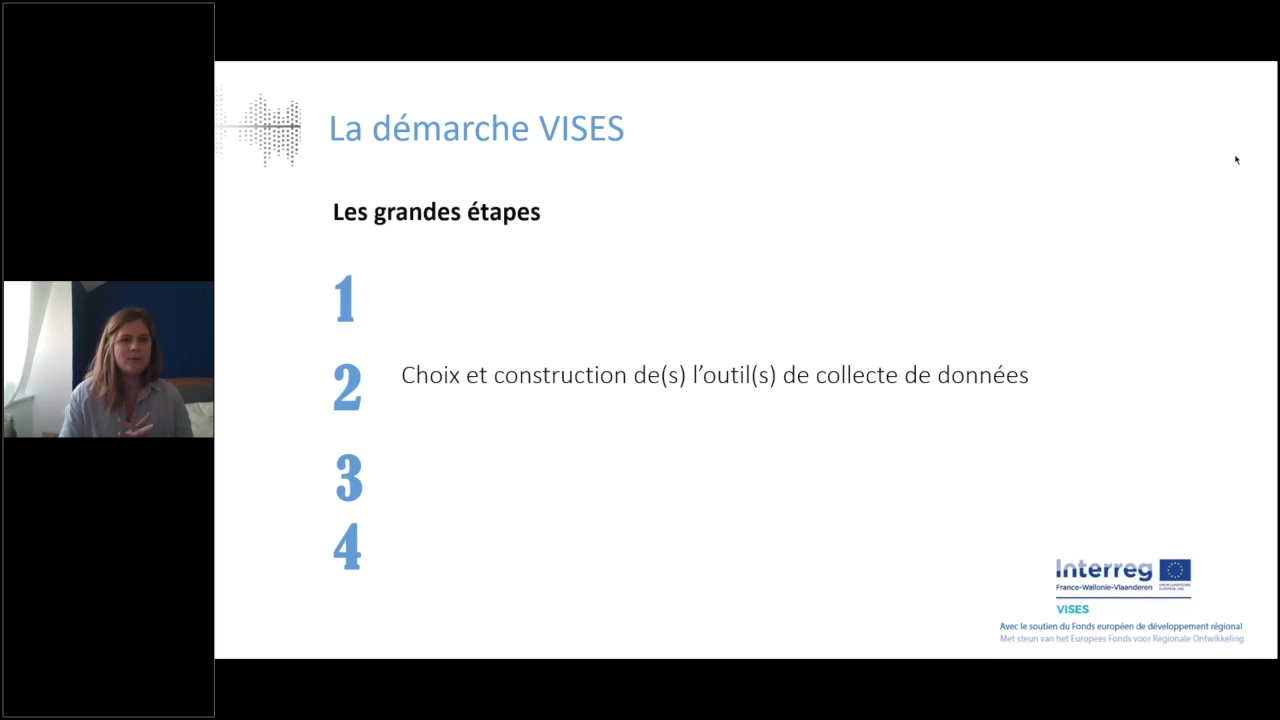 La démarche VISES
Les grandes étapes
1
2
Choix et construction de(s) l’outil(s) de collecte de données
3
4
Interreg
France-Wallonie-Vlaanderen
VISES
Avec le soutien du Fonds européen de développement régional
Met steun van het Europees Fonds voor Regionale Ontwikkeling